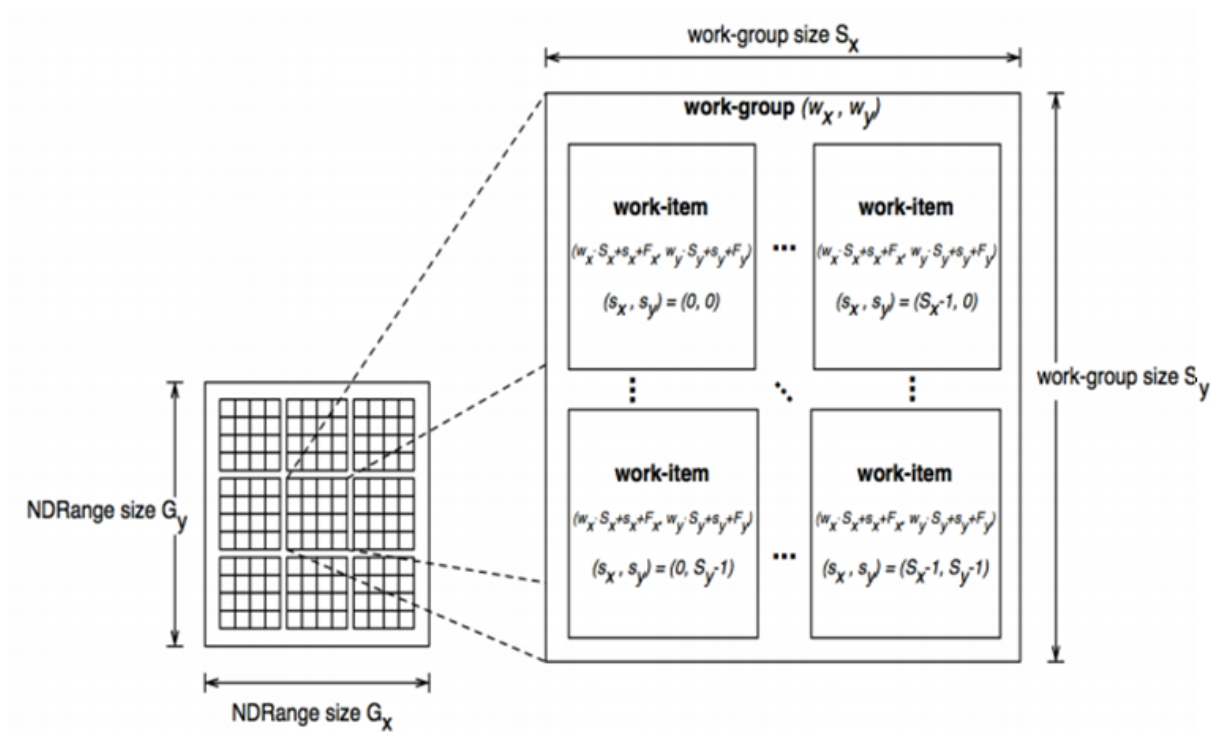 work-group size Sx
work-group (wx , wy)
work-item
(wx·Sx+sx+Fx, wy·Sy+sy+Fy)
(sx , sy) = (0, 0)
...
work-item
(wx·Sx+sx+Fx, wy·Sy+sy+Fy)
(sx , sy) = (Sx-1, 0)
work-group size Sy
work-item
(wx·Sx+sx+Fx, wy·Sy+sy+Fy)
(sx , sy) = (0, Sy-1)
...
work-item
(wx·Sx+sx+Fx, wy·Sy+sy+Fy)
(sx , sy) = (Sx-1, Sy-1)
NDRange size Gy
NDRange size Gx